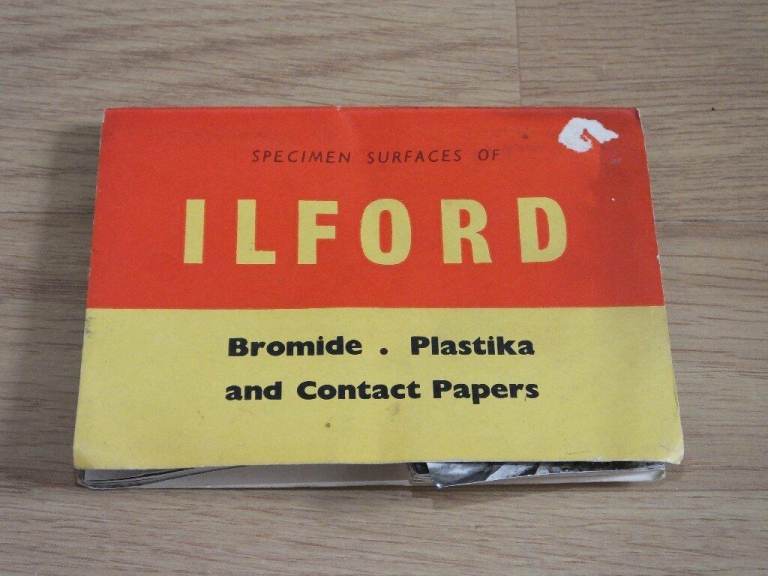 SPECIMEN SURFACES OF
ILFORD
Bromide . Plastika
and Contact Papers